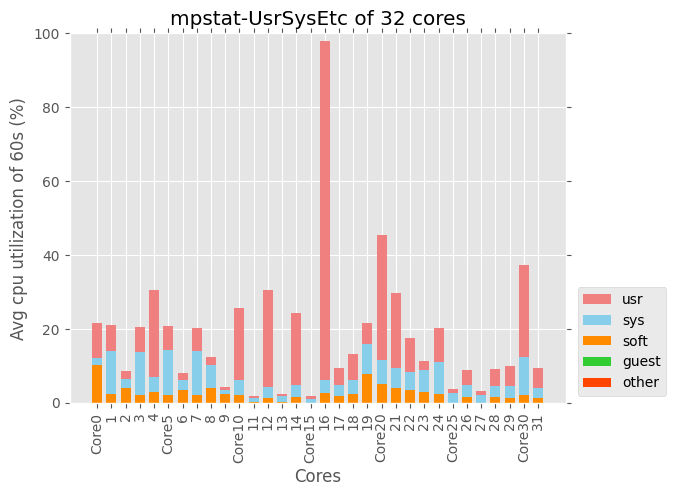 mpstat-UsrSysEtc of 32 cores
Avg cpu utilization of 60s (%)
100
80
60
40
20
0
Core0
1
2
3
4
Core5
6
7
8
9
Core10
11
12
13
14
Core15
16
17
18
19
Core20
21
22
23
24
Core25
26
27
28
29
Core30
31
Cores
usr
sys
soft
guest
other